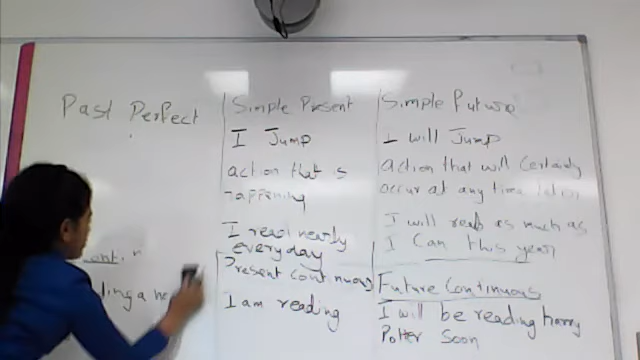 Past Perfect
Simple Present
I Jump
action that is
happening
I read nearly
everyday
Present continuous
I am reading
Simple Future
I will Jump
action that will certainly
occur at any time
I will read as much as
I Can this year
Future Continuous
I will be reading harry
Potter Soon